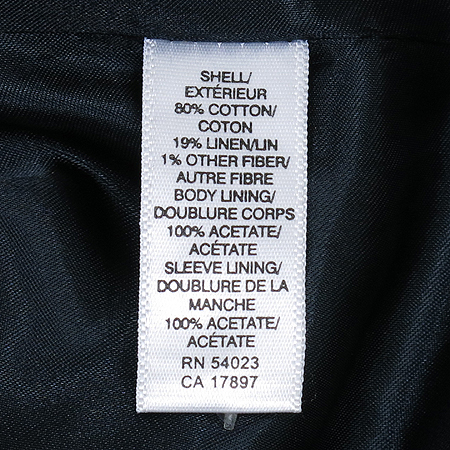 SHELL/
EXTÉRIEUR
80% COTTON/
COTON
19% LINEN/LIN
1% OTHER FIBER/
AUTRE FIBRE
BODY LINING/
DOUBLURE CORPS
100% ACETATE/
ACÉTATE
SLEEVE LINING/
DOUBLURE DE LA
MANCHE
100% ACETATE/
ACÉTATE
RN 54023
CA 17897